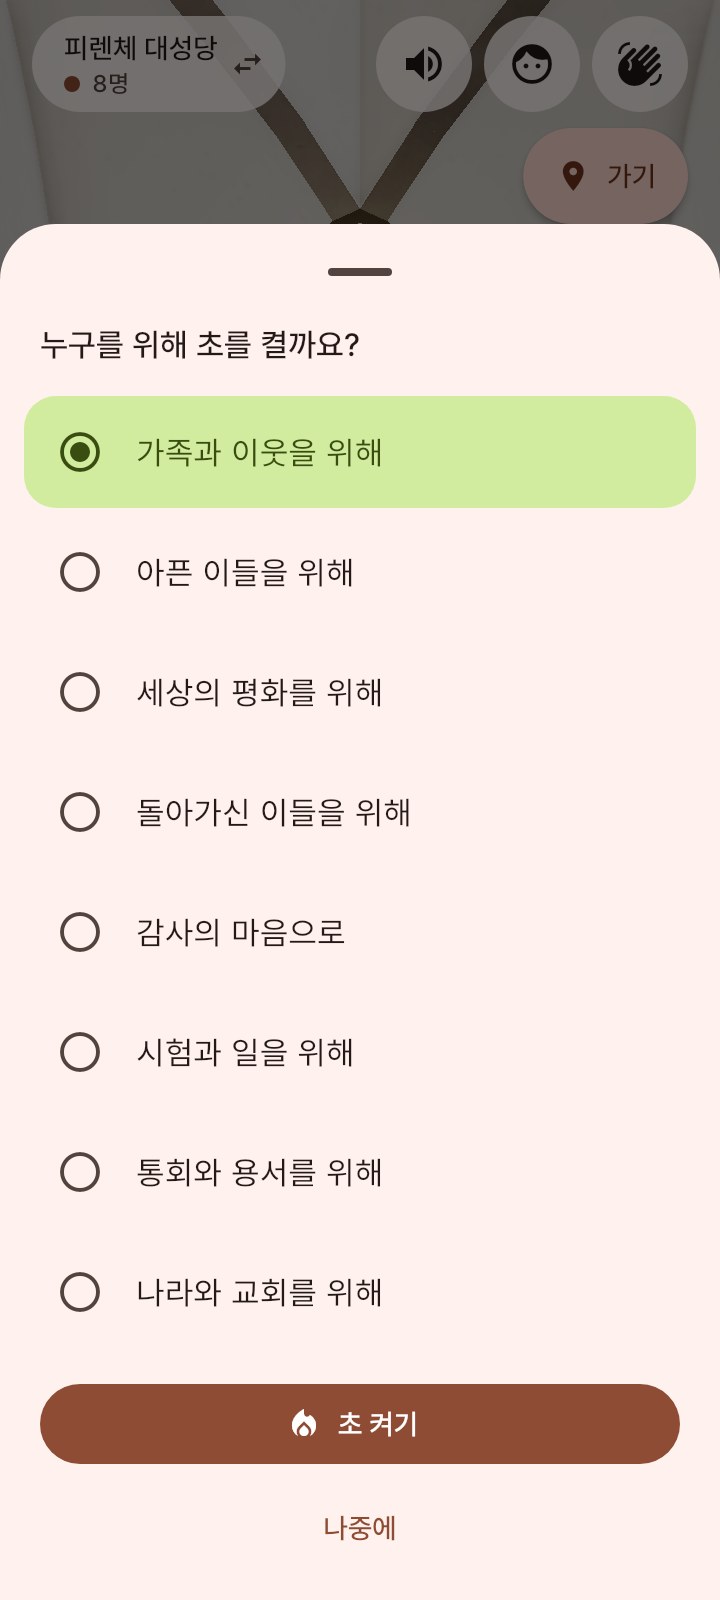 피렌체 대성당
8명
가기
누구를 위해 초를 켤까요?
가족과 이웃을 위해
아픈 이들을 위해
세상의 평화를 위해
돌아가신 이들을 위해
감사의 마음으로
시험과 일을 위해
통회와 용서를 위해
나라와 교회를 위해
초 켜기
나중에